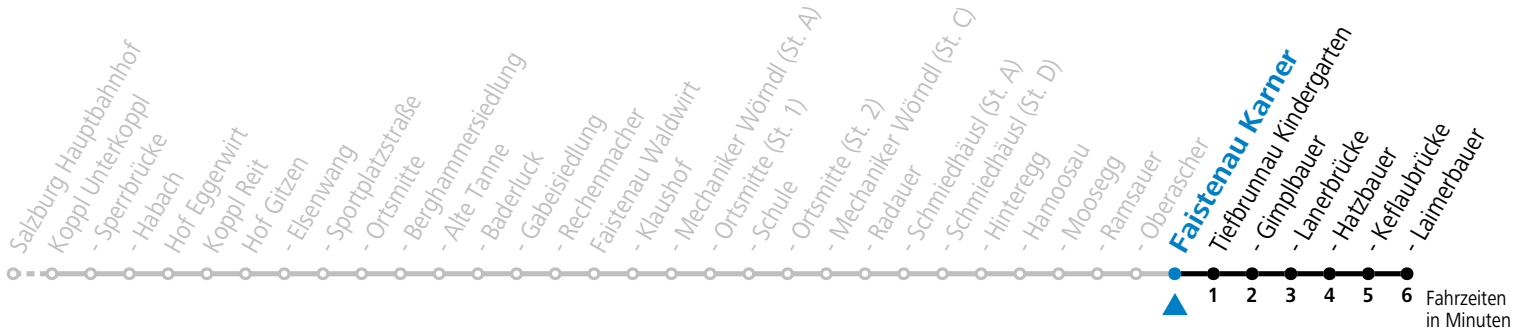 Salzburg Hauptbahnhof
Koppl Unterkoppl
- Sperrbrücke
- Habach
Hof Eggenwirt
Koppl Reit
Hof Gitzen
- Elsenwang
- Sportplatzstraße
- Ortsmitte
Berghammersiedlung
- Alte Tanne
- Baderluck
- Gabeisiedlung
- Rechenmacher
Faistenau Waldwirt
- Klaushof
- Mechaniker Wörndl (St. A)
- Ortsmitte (St. 1)
- Schule
- Ortsmitte (St. 2)
- Mechaniker Wörndl (St. C)
- Radauer
- Schmiedhäusl (St. A)
- Schmiedhäusl (St. D)
- Hinteregg
- Hamoosau
- Moosegg
- Ramsauer
- Oberascher
Faistenau Karner
Tiefbrunnau Kindergarten
- Gimplbauer
- Lanerbrücke
- Hatzbauer
- Keflaubrücke
- Laimerbauer
1 2 3 4 5 6 Fahrzeiten
in Minuten